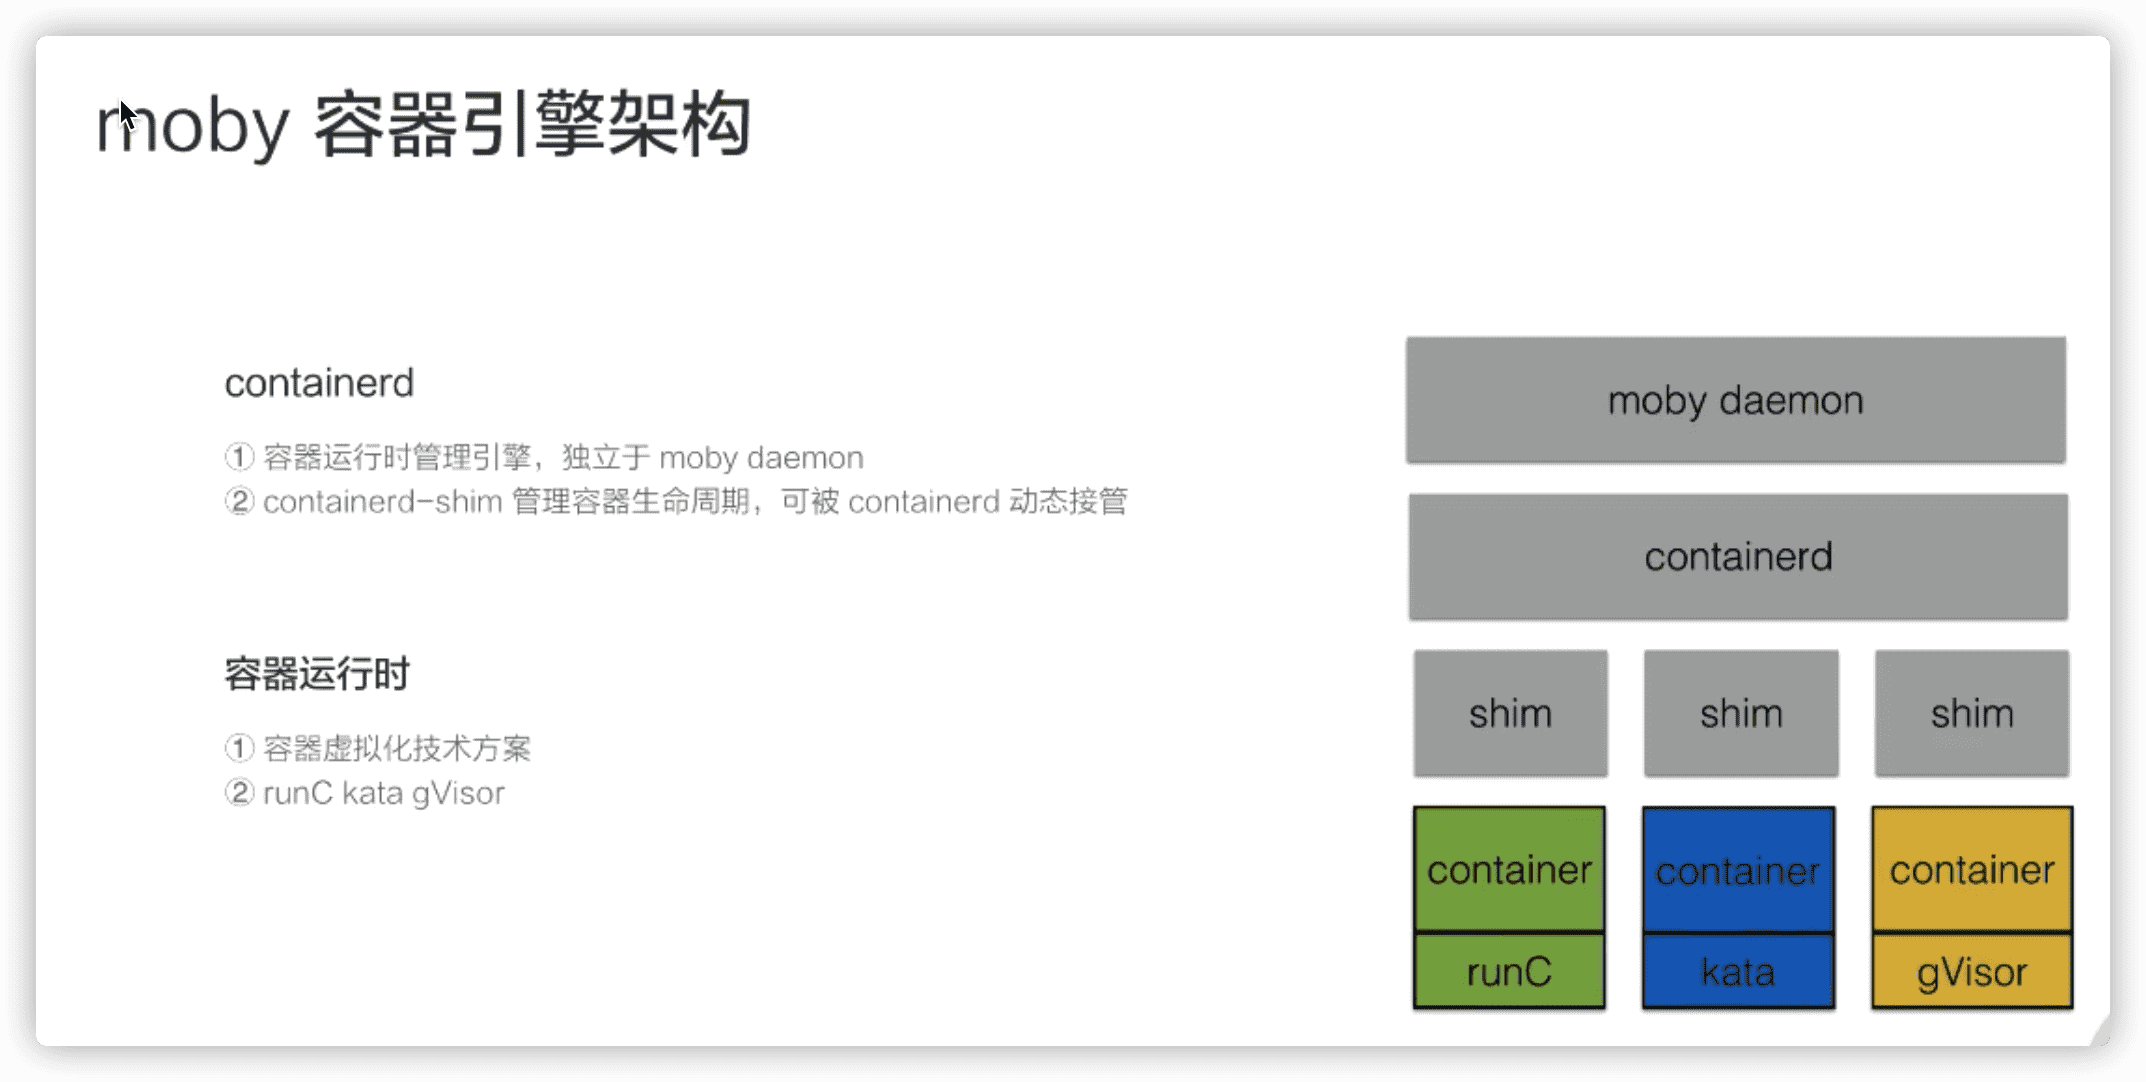 moby 容器引擎架构
containerd
① 容器运行时管理引擎，独立于 moby daemon
② containerd-shim 管理容器生命周期，可被 containerd 动态接管
容器运行时
① 容器虚拟化技术方案
② runC kata gVisor
moby daemon
containerd
shim shim shim
container container container
runC kata gVisor